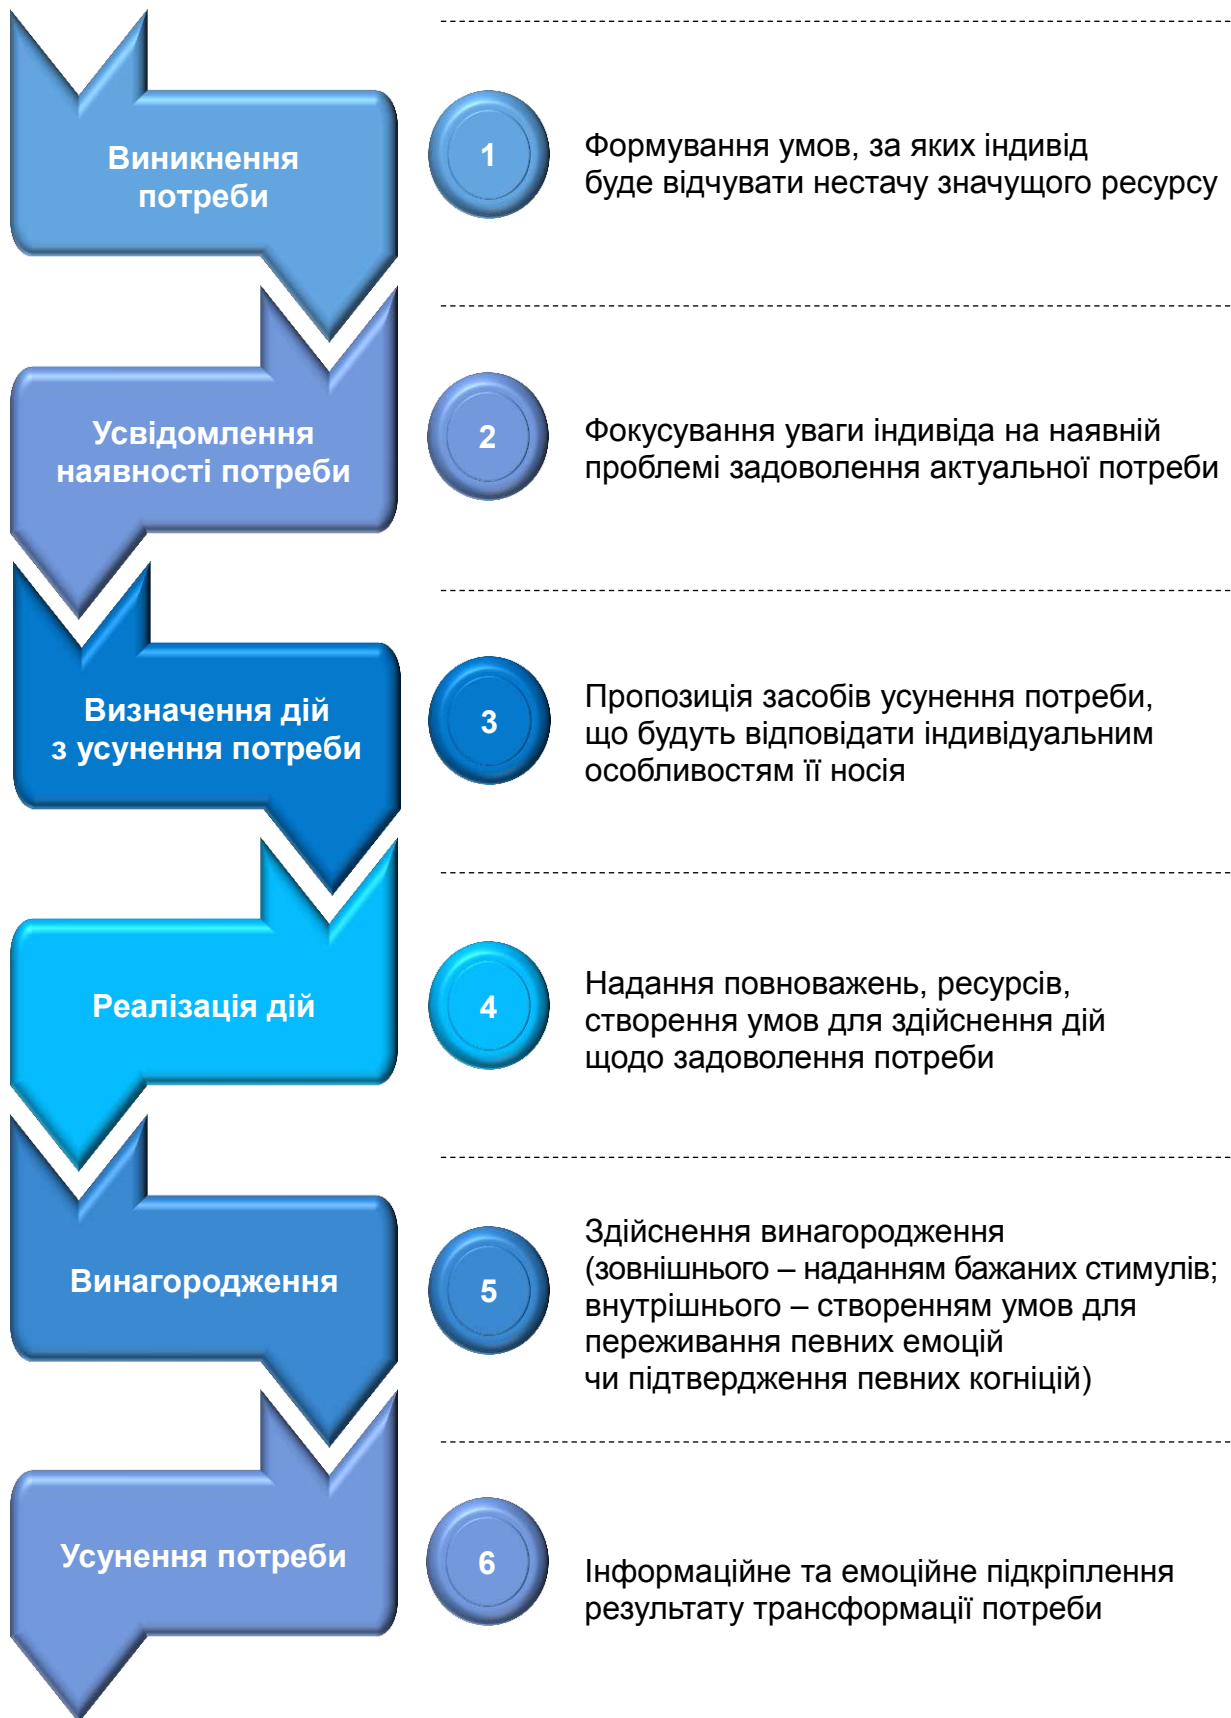 Виникнення
потреби
1
Формування умов, за яких індивід
буде відчувати нестачу значущого ресурсу
Усвідомлення
наявності потреби
2
Фокусування уваги індивіда на наявній
проблемі задоволення актуальної потреби
Визначення дій
з усунення потреби
3
Пропозиція засобів усунення потреби,
що будуть відповідати індивідуальним
особливостям її носія
Реалізація дій
4
Надання повноважень, ресурсів,
створення умов для здійснення дій
щодо задоволення потреби
Винагородження
5
Здійснення винагородження
(зовнішнього – наданням бажаних стимулів;
внутрішнього – створенням умов для
переживання певних емоцій
чи підтвердження певних когніцій)
Усунення потреби
6
Інформаційне та емоційне підкріплення
результату трансформації потреби